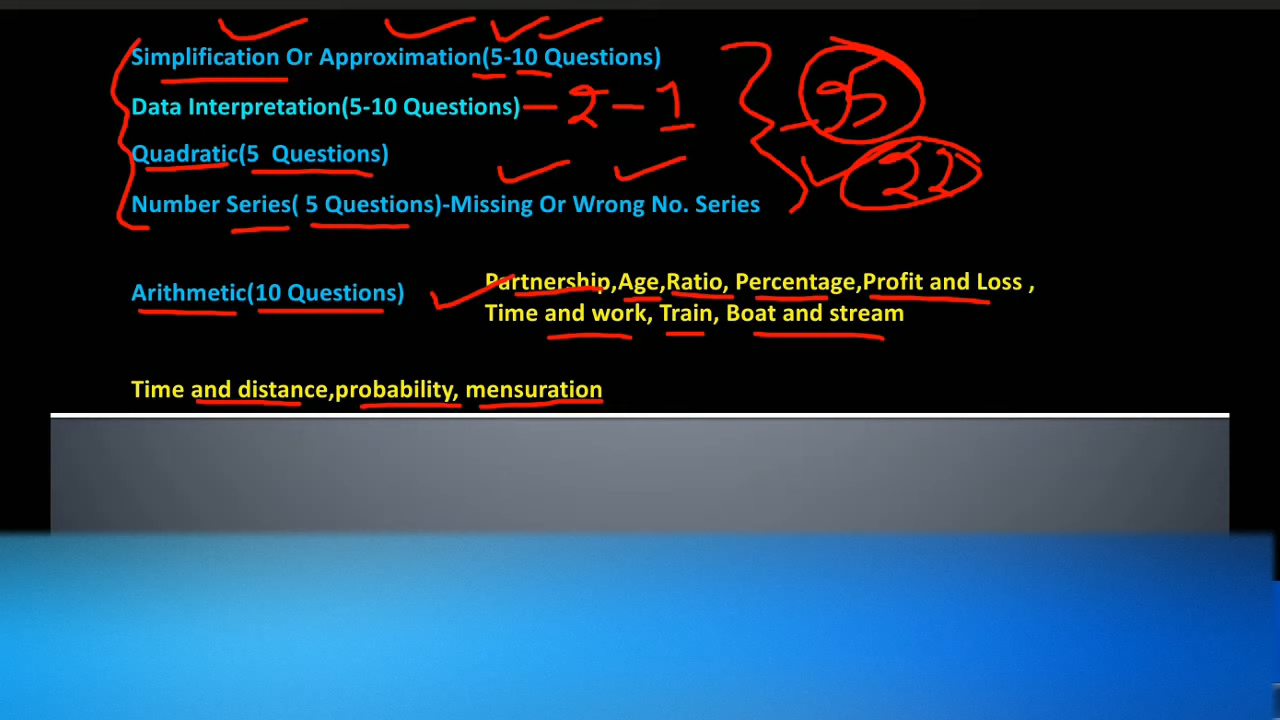 Simplification Or Approximation(5-10 Questions)
Data Interpretation(5-10 Questions) - 2 - 1
Quadratic(5 Questions)
Number Series( 5 Questions)-Missing Or Wrong No. Series
Arithmetic(10 Questions)
Partnership,Age,Ratio, Percentage,Profit and Loss ,
Time and work, Train, Boat and stream
Time and distance,probability, mensuration